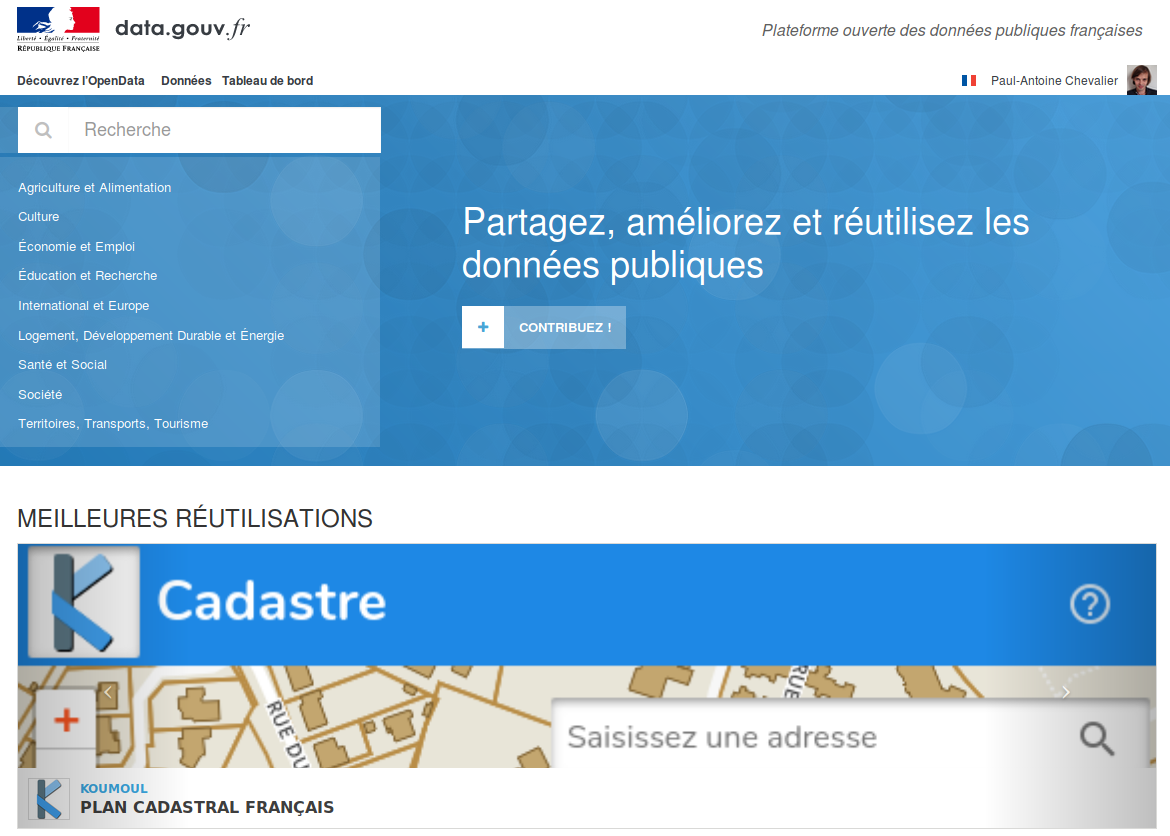 Liberté • Égalité • Fraternité
RÉPUBLIQUE FRANÇAISE
data.gouv.fr
Plateforme ouverte des données publiques françaises
Découvrez l'OpenData Données Tableau de bord
Paul-Antoine Chevalier
Recherche
Agriculture et Alimentation
Culture
Économie et Emploi
Éducation et Recherche
International et Europe
Logement, Développement Durable et Énergie
Santé et Social
Société
Territoires, Transports, Tourisme
Partagez, améliorez et réutilisez les
données publiques
+ CONTRIBUEZ !
MEILLEURES RÉUTILISATIONS
K Cadastre ?
+
RUE DU
RUE
Saisissez une adresse
KOUMOUL
PLAN CADASTRAL FRANÇAIS